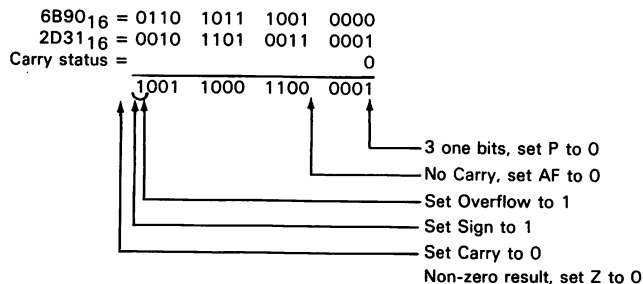 6B90₁₆ = 0110 1011 1001 0000
2D31₁₆ = 0010 1101 0011 0001
Carry status = 0
1001 1000 1100 0001
3 one bits, set P to 0
No Carry, set AF to 0
Set Overflow to 1
Set Sign to 1
Set Carry to 0
Non-zero result, set Z to 0